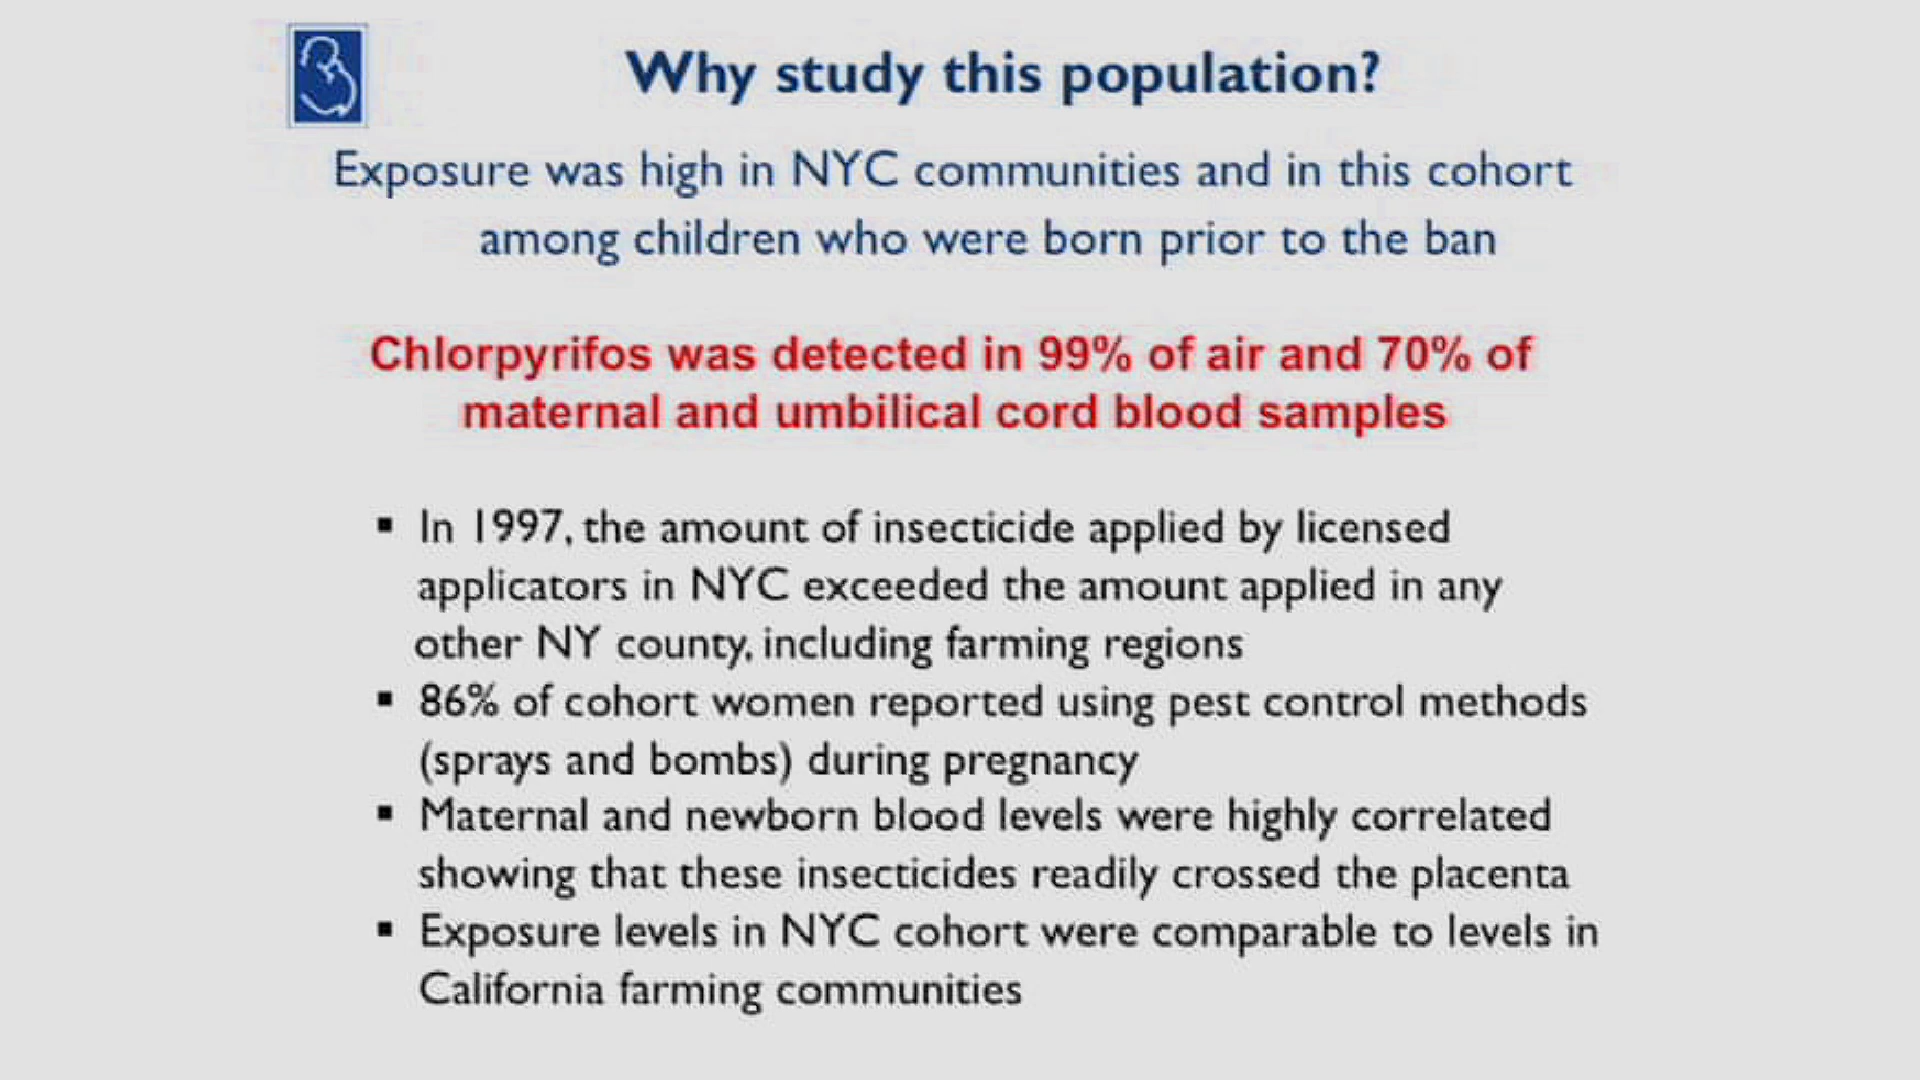 Why study this population?
Exposure was high in NYC communities and in this cohort
among children who were born prior to the ban
Chlorpyrifos was detected in 99% of air and 70% of
maternal and umbilical cord blood samples
▪ In 1997, the amount of insecticide applied by licensed
applicators in NYC exceeded the amount applied in any
other NY county, including farming regions
▪ 86% of cohort women reported using pest control methods
(sprays and bombs) during pregnancy
▪ Maternal and newborn blood levels were highly correlated
showing that these insecticides readily crossed the placenta
▪ Exposure levels in NYC cohort were comparable to levels in
California farming communities